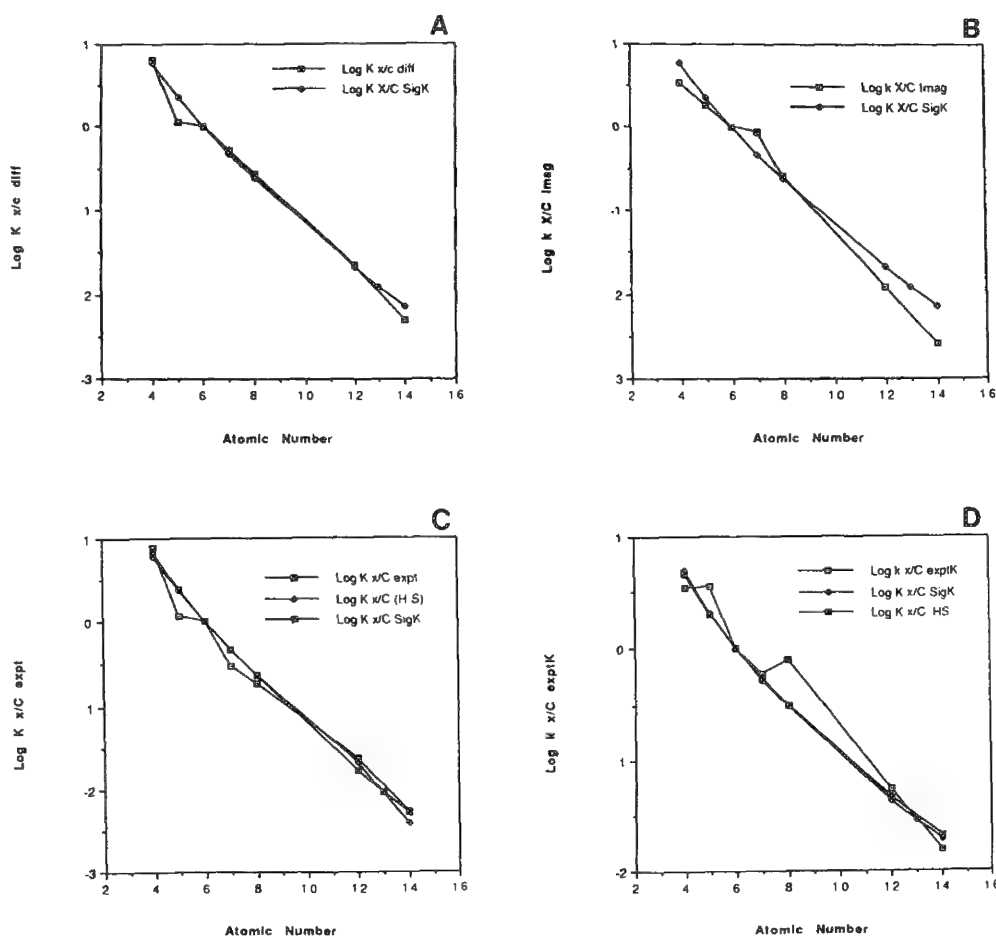 A
1
0
1
2
-3
2 4 6 8 10 12 14 16
Log K x/c diff
Log K X/C SigK
Log K x/c diff
Atomic Number
B
1
0
-1
-2
3
2 4 6 8 10 12 14 16
Log k X/C Imag
Log K X/C SigK
Log k X/C Imag
Atomic Number
C
1
0
1
-2
-3
2 4 6 8 10 12 14 16
Log K x/C expt
Log K x/C (H S)
Log K x/C SigK
Log K x/C expt
Atomic Number
D
1
0
1
-2
2 4 6 8 10 12 14 16
Log k x/C exptK
Log K x/C SigK
Log K x/C HS
Log k x/C exptK
Atomic Number